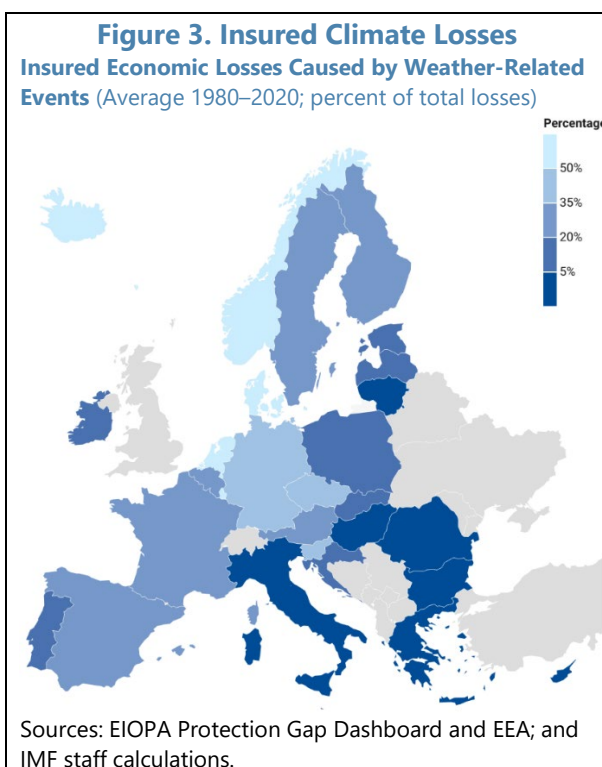 Figure 3. Insured Climate Losses
Insured Economic Losses Caused by Weather-Related
Events (Average 1980–2020; percent of total losses)
Percentage
50%
35%
20%
5%
Sources: EIOPA Protection Gap Dashboard and EEA; and
IMF staff calculations.